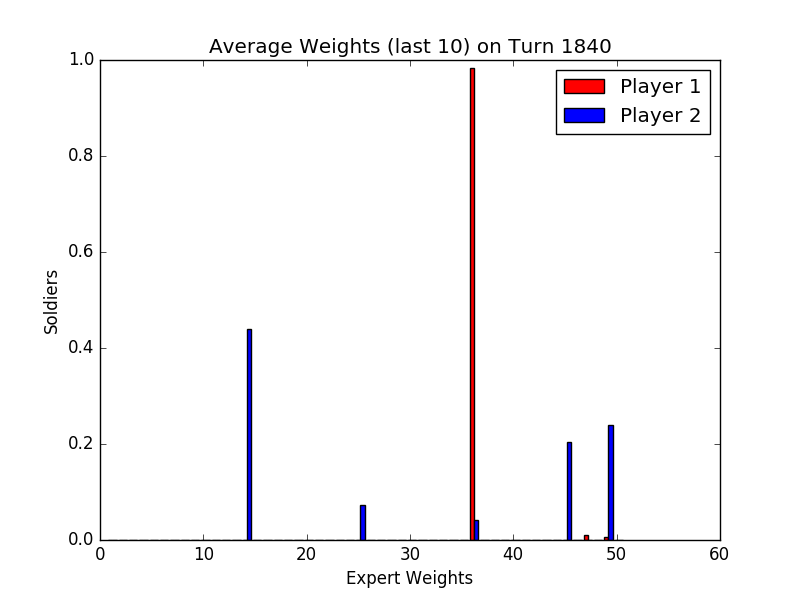 Average Weights (last 10) on Turn 1840
Player 1
Player 2
1.0
0.8
0.6
0.4
0.2
0.0
Soldiers
0 10 20 30 40 50 60
Expert Weights